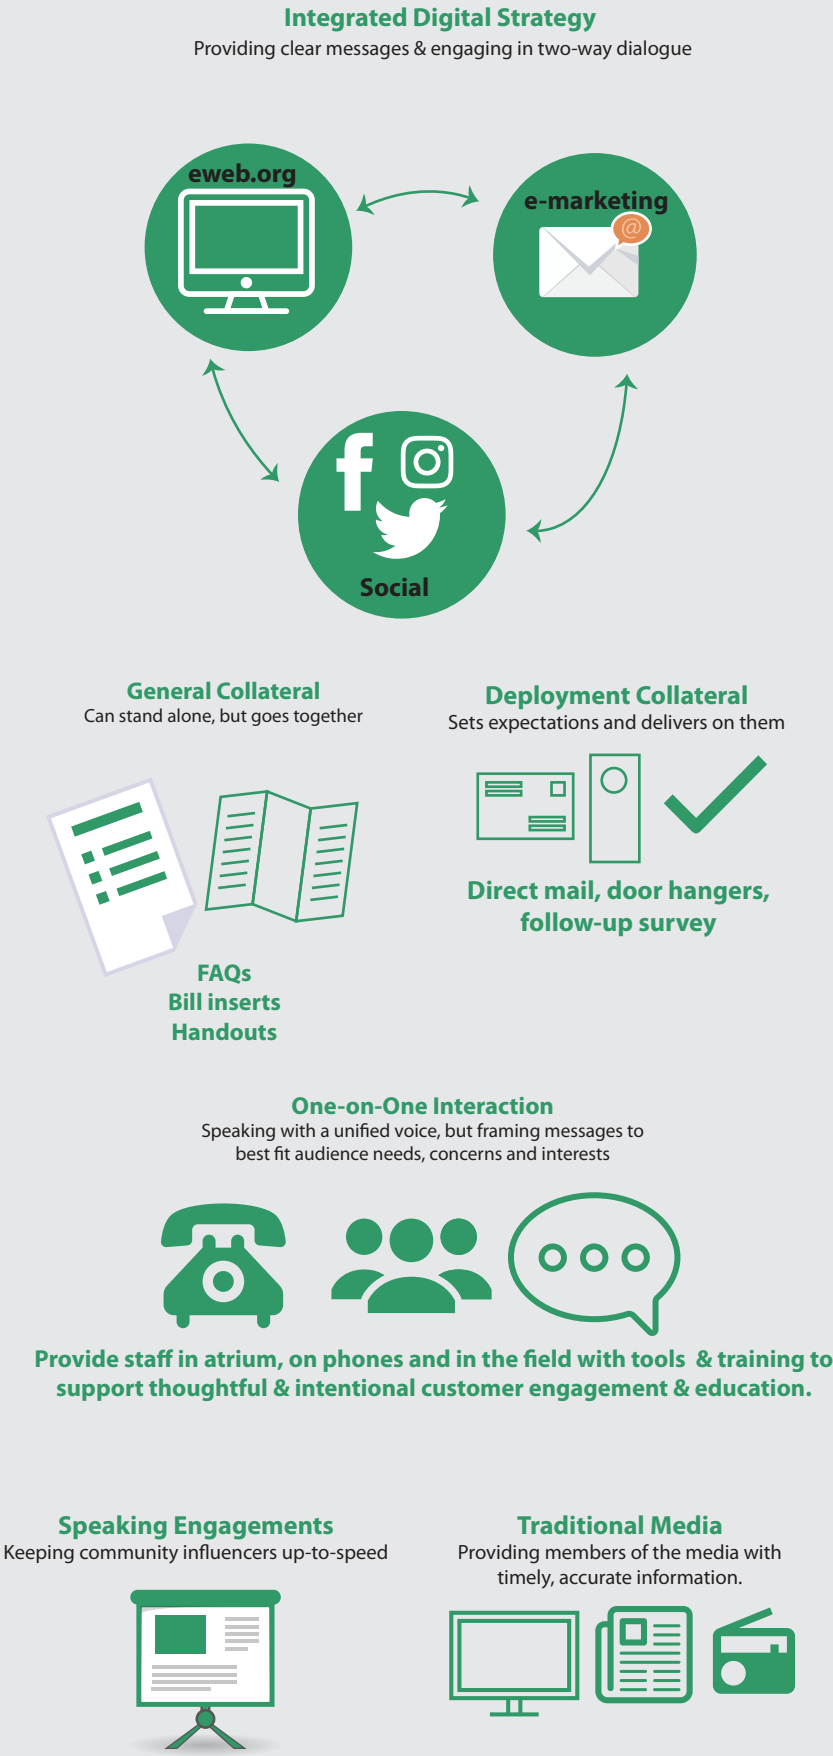 Integrated Digital Strategy
Providing clear messages & engaging in two-way dialogue
eweb.org
e-marketing
@
Social
General Collateral
Can stand alone, but goes together
Deployment Collateral
Sets expectations and delivers on them
Direct mail, door hangers,
follow-up survey
FAQs
Bill inserts
Handouts
One-on-One Interaction
Speaking with a unified voice, but framing messages to
best fit audience needs, concerns and interests
Provide staff in atrium, on phones and in the field with tools & training to
support thoughtful & intentional customer engagement & education.
Speaking Engagements
Keeping community influencers up-to-speed
Traditional Media
Providing members of the media with
timely, accurate information.